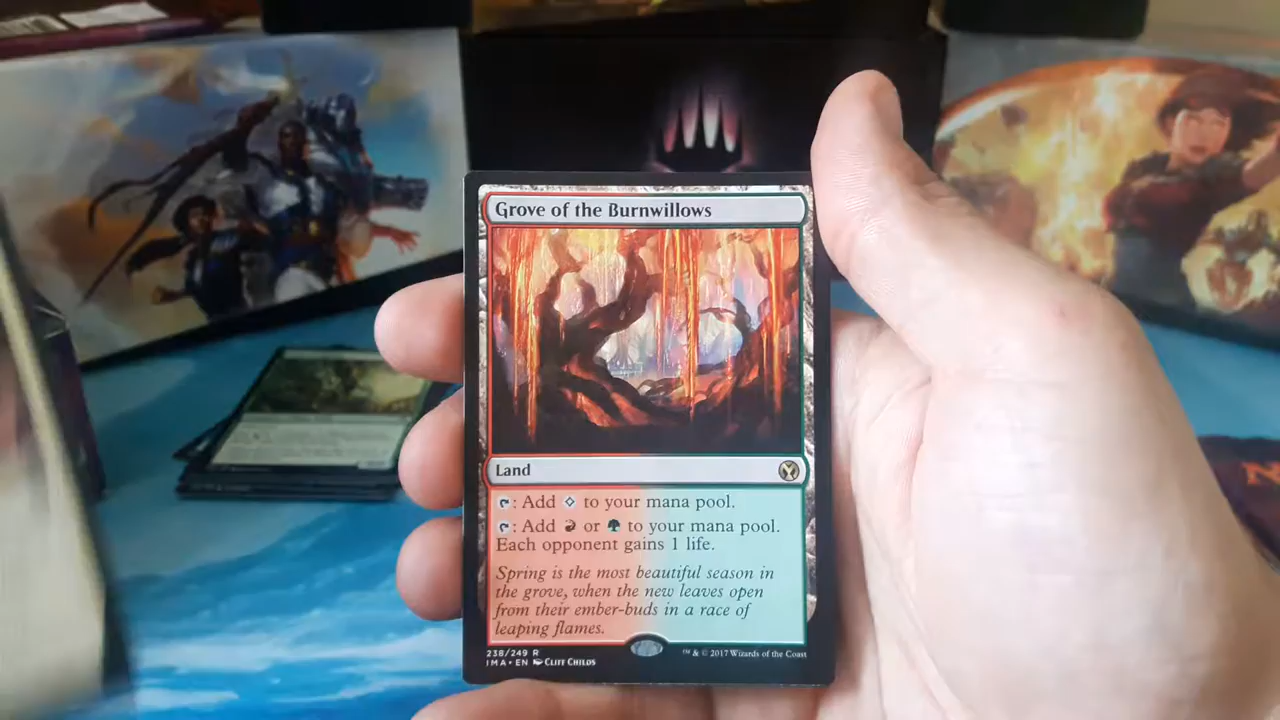 Grove of the Burnwillows
Land
: Add to your mana pool.
: Add or to your mana pool.
Each opponent gains 1 life.
Spring is the most beautiful season in
the grove, when the new leaves open
from their ember-buds in a race of
leaping flames.
238/249 R
IMA • EN Cliff Childs
™ & © 2017 Wizards of the Coast